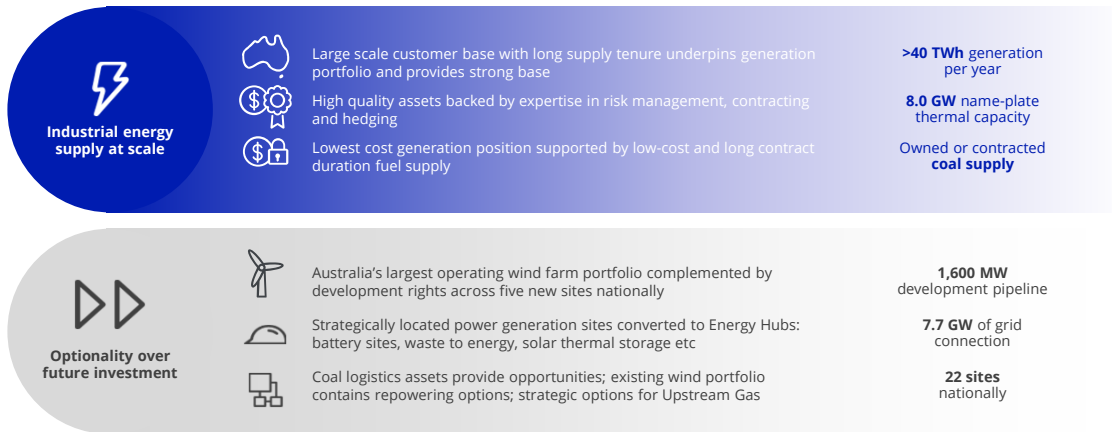 Industrial energy
supply at scale
Large scale customer base with long supply tenure underpins generation
portfolio and provides strong base
>40 TWh generation
per year
$
High quality assets backed by expertise in risk management, contracting
and hedging
8.0 GW name-plate
thermal capacity
$
Lowest cost generation position supported by low-cost and long contract
duration fuel supply
Owned or contracted
coal supply
Optionality over
future investment
Australia’s largest operating wind farm portfolio complemented by
development rights across five new sites nationally
1,600 MW
development pipeline
Strategically located power generation sites converted to Energy Hubs:
battery sites, waste to energy, solar thermal storage etc
7.7 GW of grid
connection
Coal logistics assets provide opportunities; existing wind portfolio
contains repowering options; strategic options for Upstream Gas
22 sites
nationally